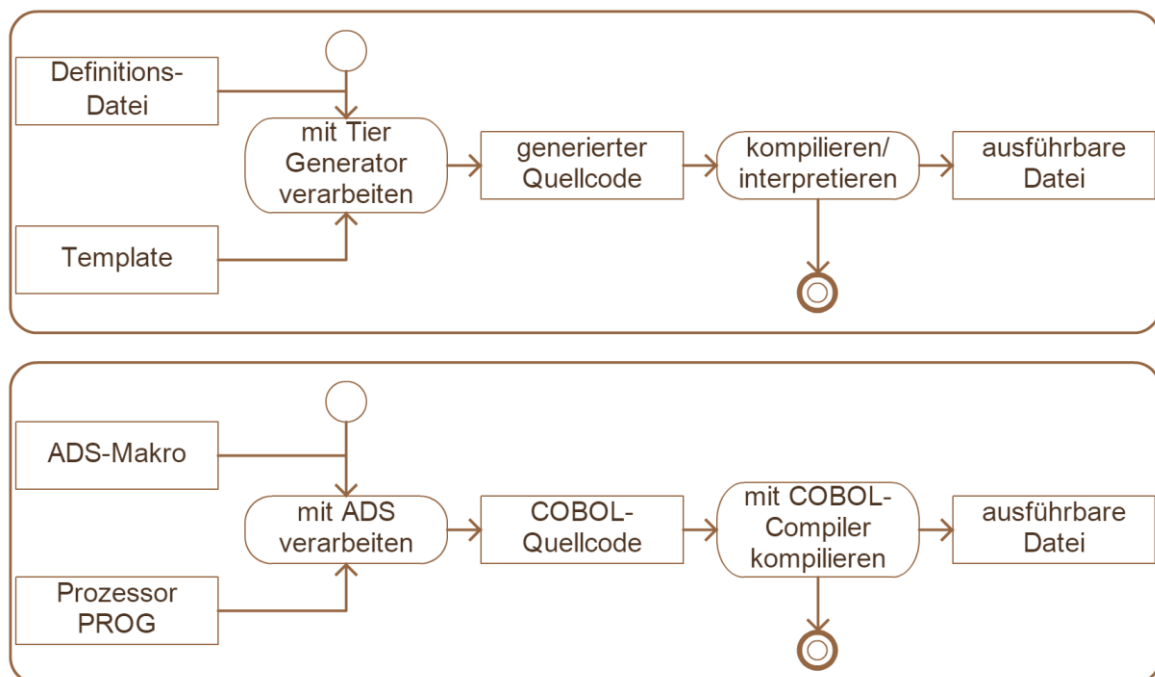 Definitions-
Datei
mit Tier
Generator
verarbeiten
generierter
Quellcode
kompilieren/
interpretieren
ausführbare
Datei
Template
ADS-Makro
mit ADS
verarbeiten
COBOL-
Quellcode
mit COBOL-
Compiler
kompilieren
ausführbare
Datei
Prozessor
PROG